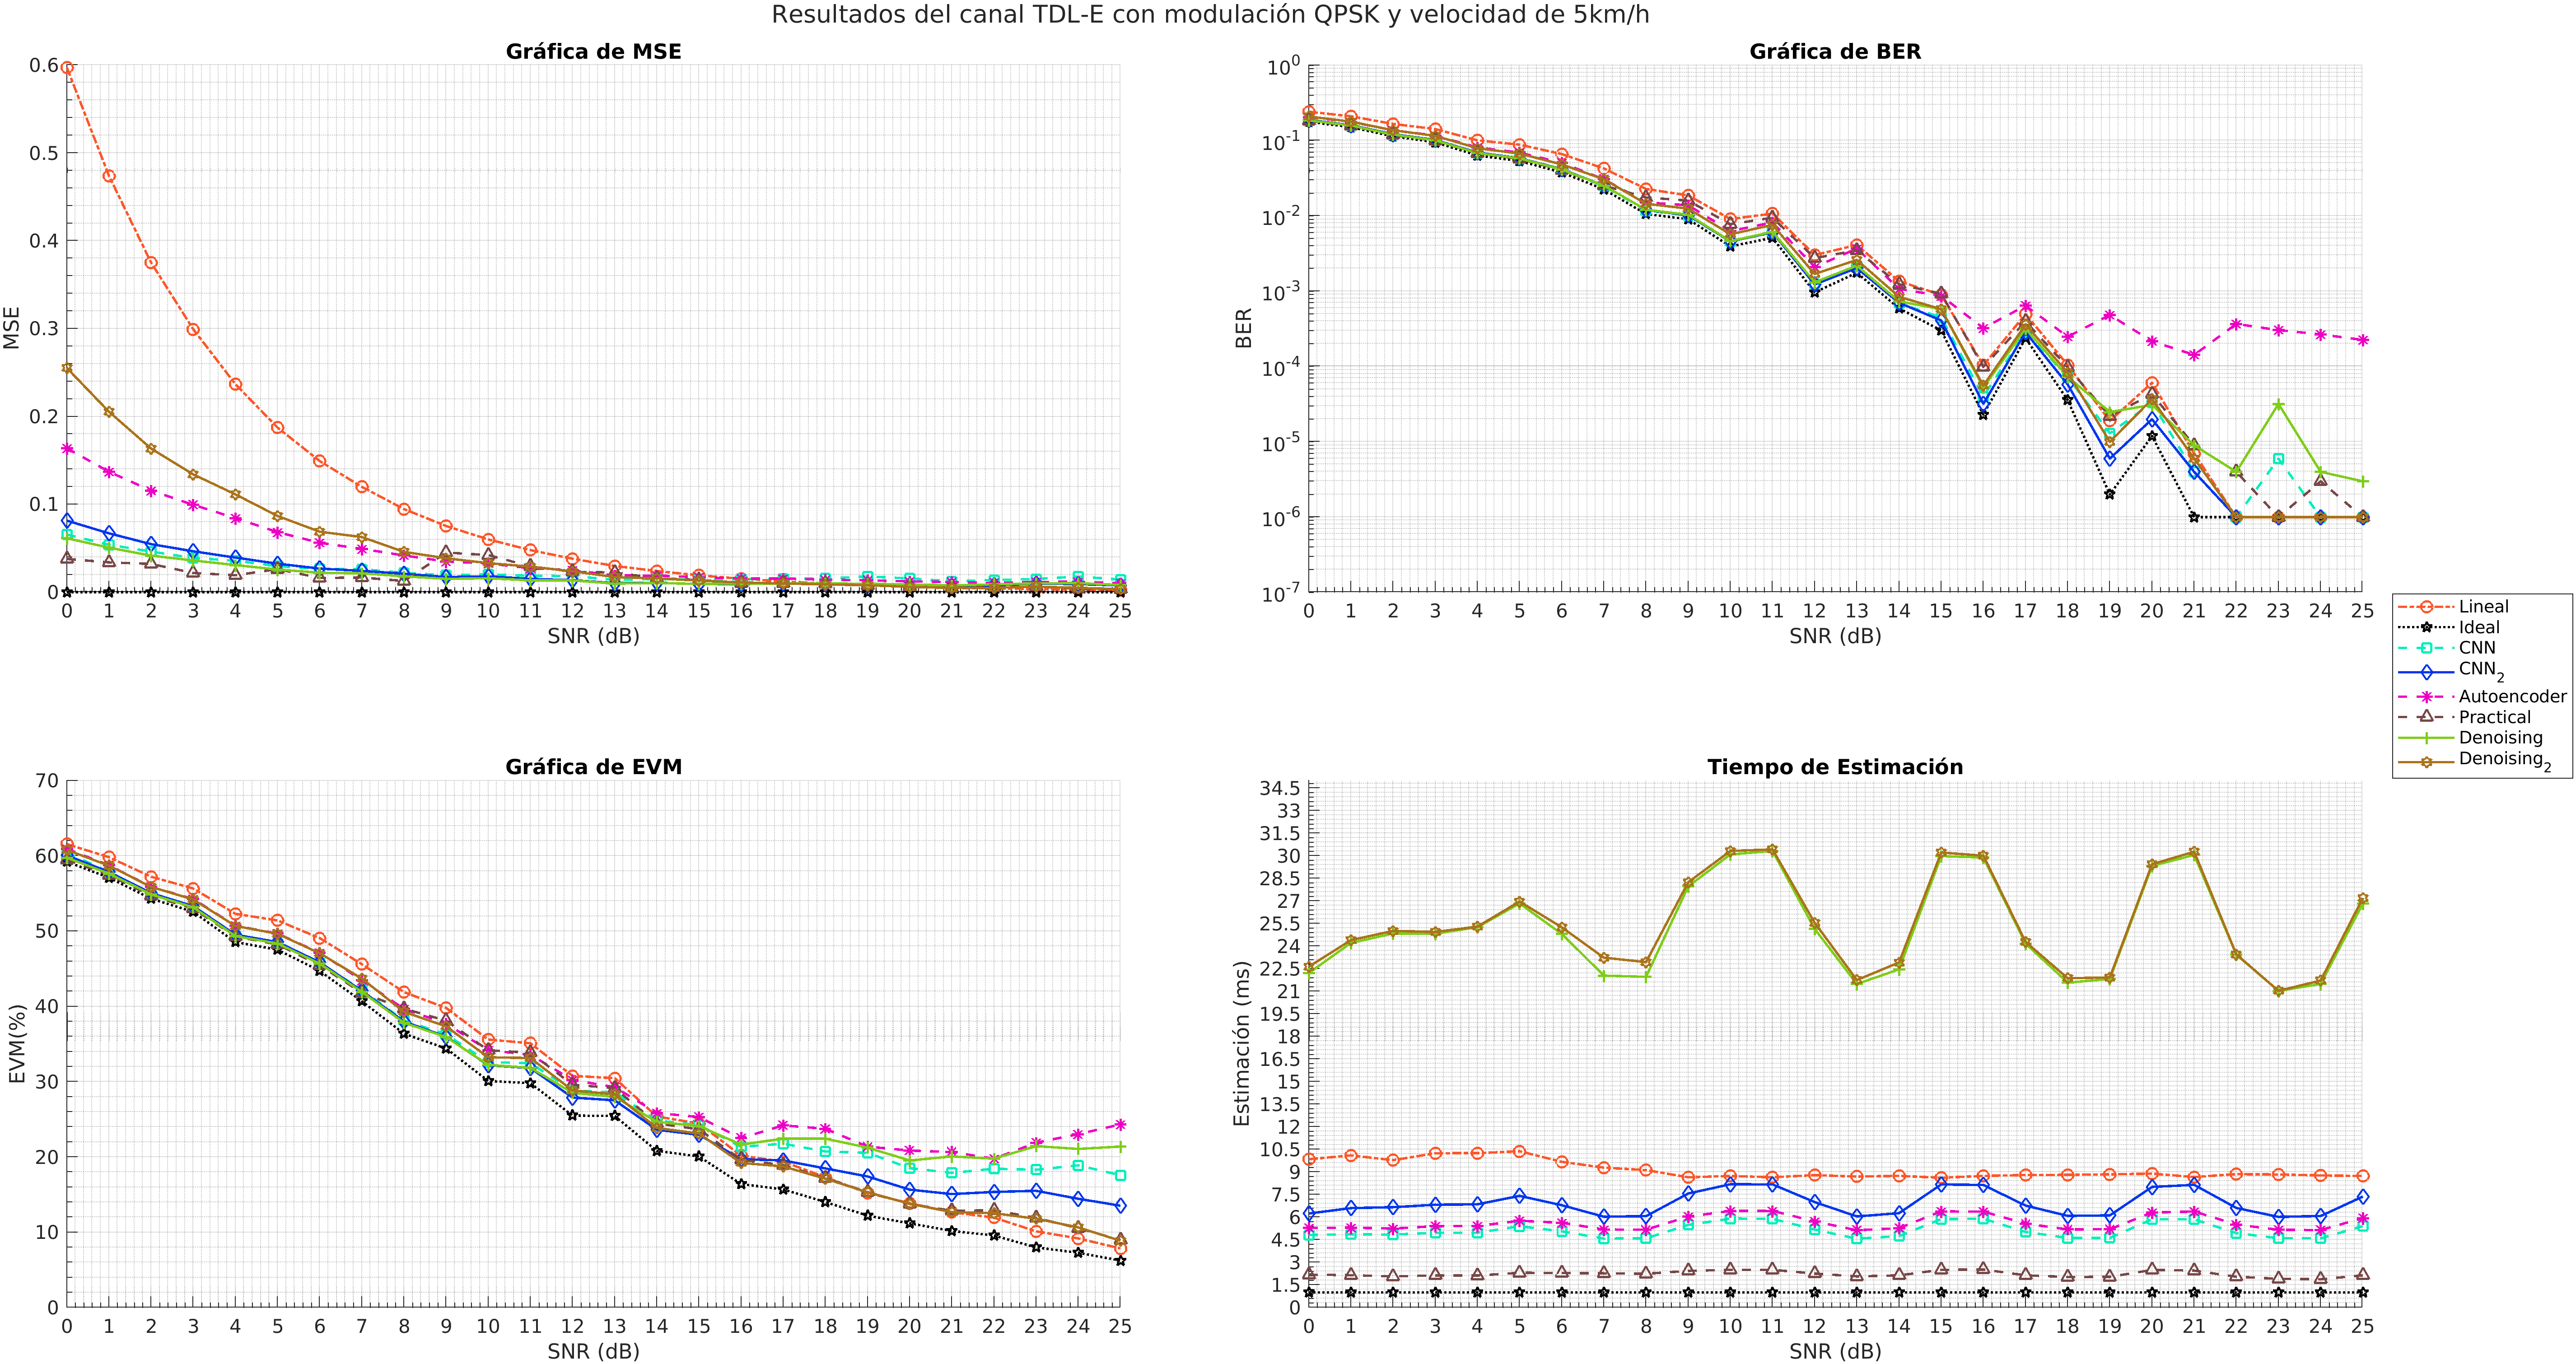 Resultados del canal TDL-E con modulación QPSK y velocidad de 5km/h
Gráfica de MSE
0.6
0.5
0.4
0.3
0.2
0.1
0
MSE
0 1 2 3 4 5 6 7 8 9 10 11 12 13 14 15 16 17 18 19 20 21 22 23 24 25
SNR (dB)
Gráfica de BER
10^0
10^-1
10^-2
10^-3
10^-4
10^-5
10^-6
10^-7
BER
0 1 2 3 4 5 6 7 8 9 10 11 12 13 14 15 16 17 18 19 20 21 22 23 24 25
SNR (dB)
Lineal
Ideal
CNN
CNN_2
Autoencoder
Practical
Denoising
Denoising_2
Gráfica de EVM
70
60
50
40
30
20
10
0
EVM(%)
0 1 2 3 4 5 6 7 8 9 10 11 12 13 14 15 16 17 18 19 20 21 22 23 24 25
SNR (dB)
Tiempo de Estimación
34.5
33
31.5
30
28.5
27
25.5
24
22.5
21
19.5
18
16.5
15
13.5
12
10.5
9
7.5
6
4.5
3
1.5
0
Estimación (ms)
0 1 2 3 4 5 6 7 8 9 10 11 12 13 14 15 16 17 18 19 20 21 22 23 24 25
SNR (dB)